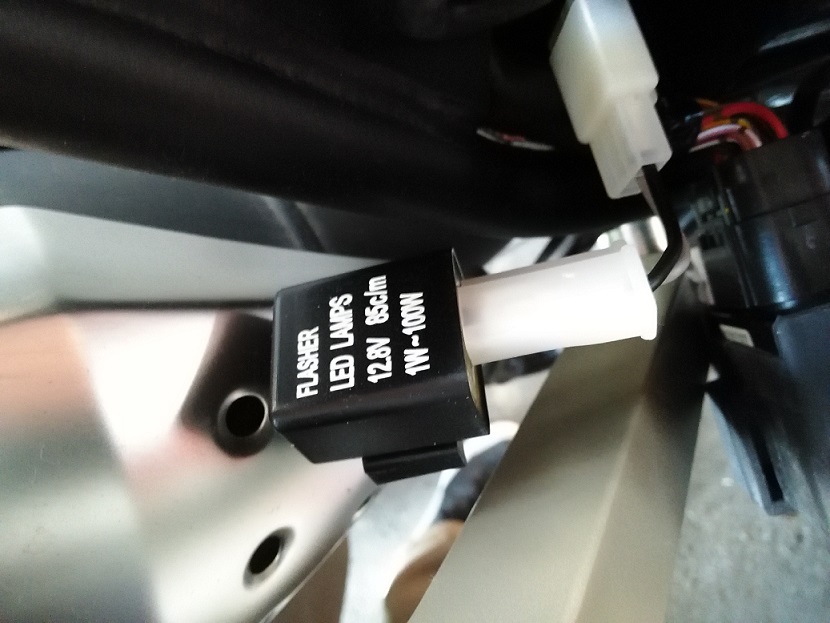 FLASHER
LED LAMPS
12.8V 85c/m
1W~100W